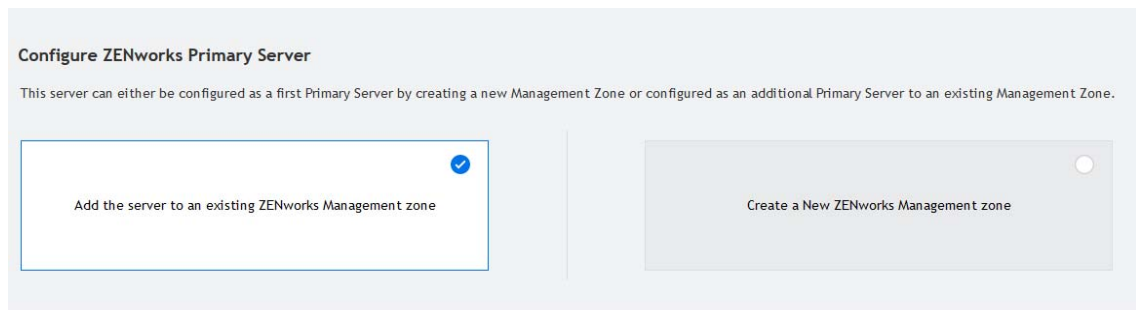 Configure ZENworks Primary Server
This server can either be configured as a first Primary Server by creating a new Management Zone or configured as an additional Primary Server to an existing Management Zone.
Add the server to an existing ZENworks Management zone
Create a New ZENworks Management zone